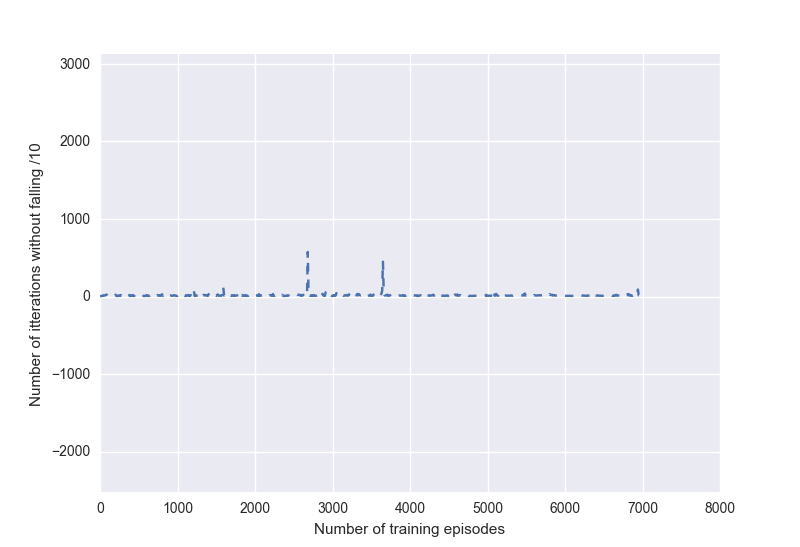 3000
2000
1000
0
−1000
−2000
Number of itterations without falling /10
0 1000 2000 3000 4000 5000 6000 7000 8000
Number of training episodes